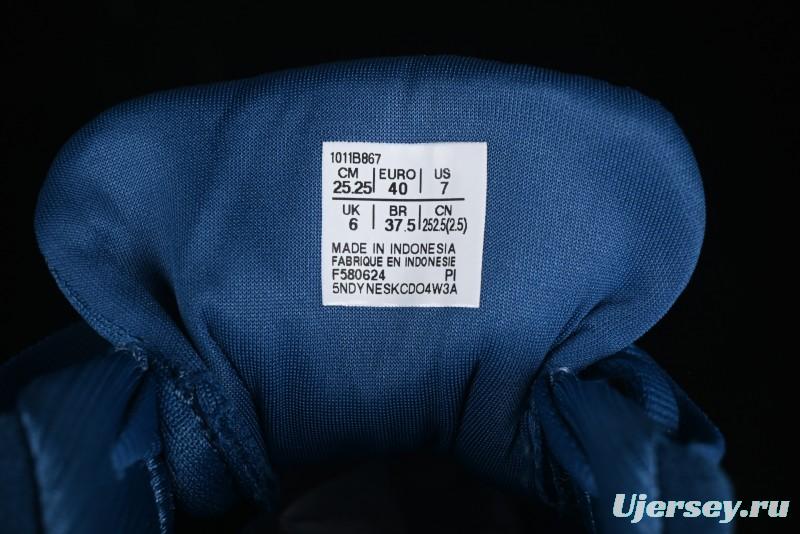 1011B867
CM EURO US
25.25 40 7
UK BR CN
6 37.5 252.5(2.5)
MADE IN INDONESIA
FABRIQUE EN INDONESIE
F580624 PI
5NDYNESKCDO4W3A
Ujersey.ru